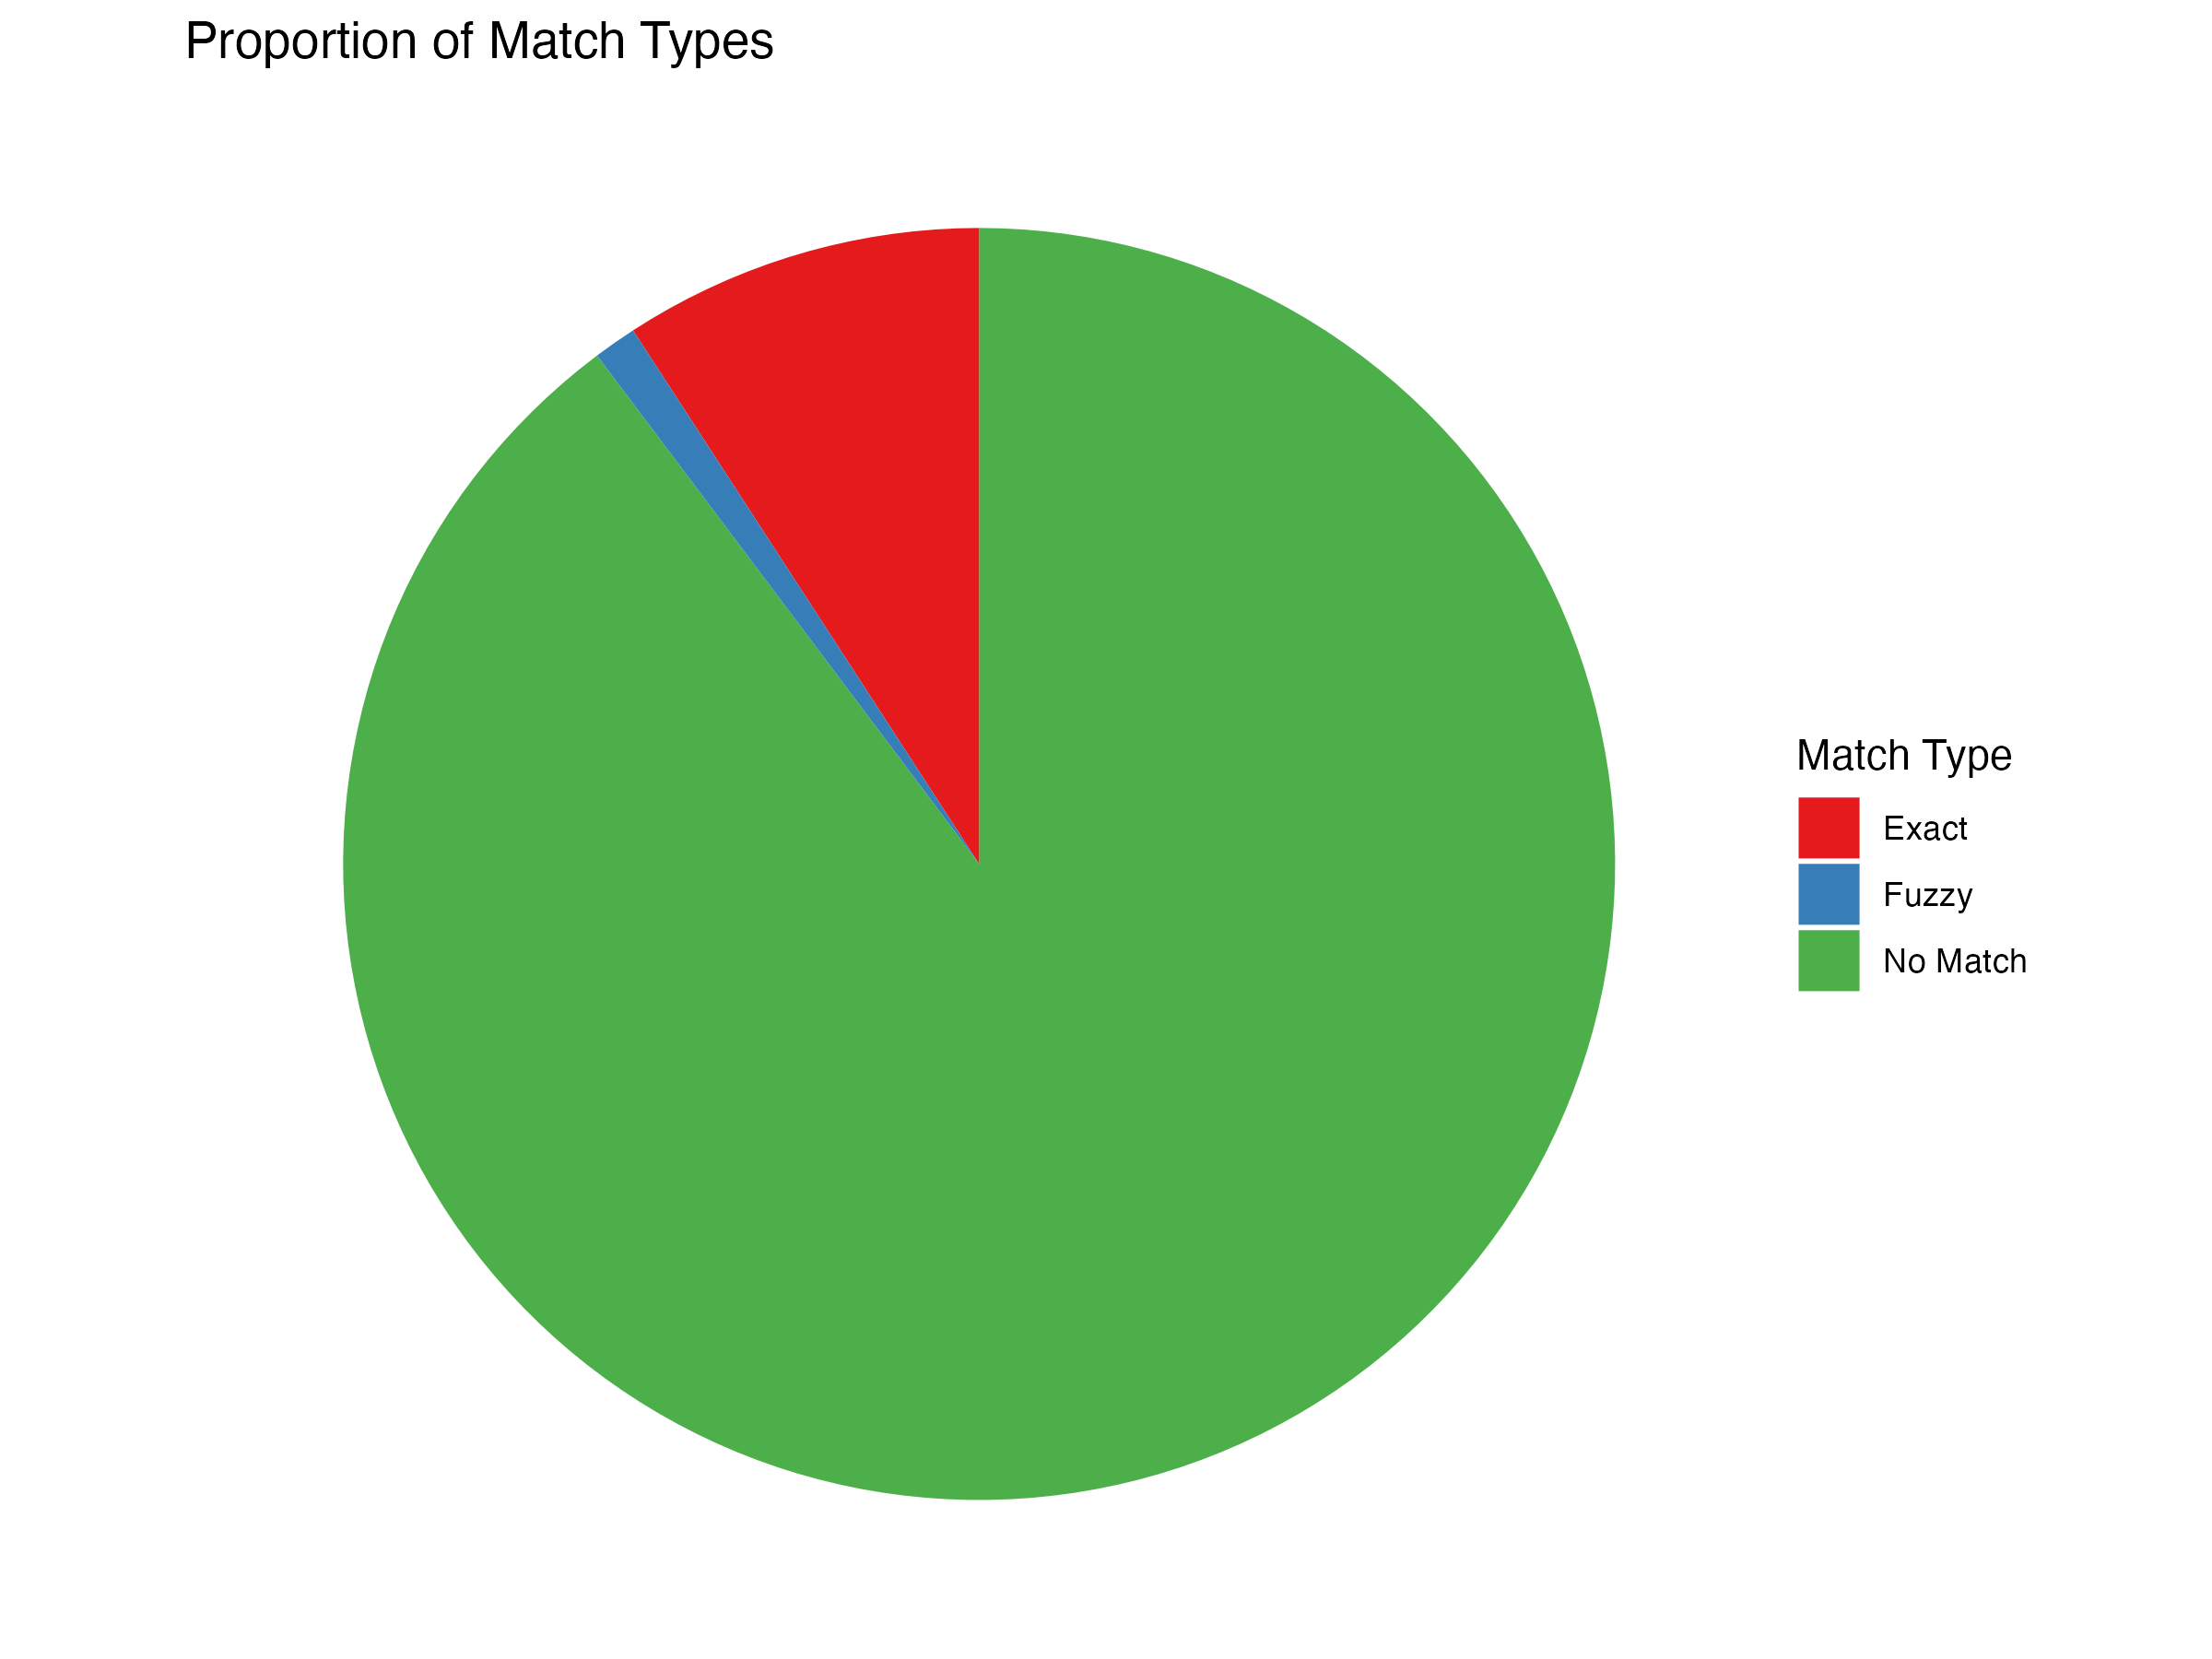 Proportion of Match Types
Match Type
Exact
Fuzzy
No Match